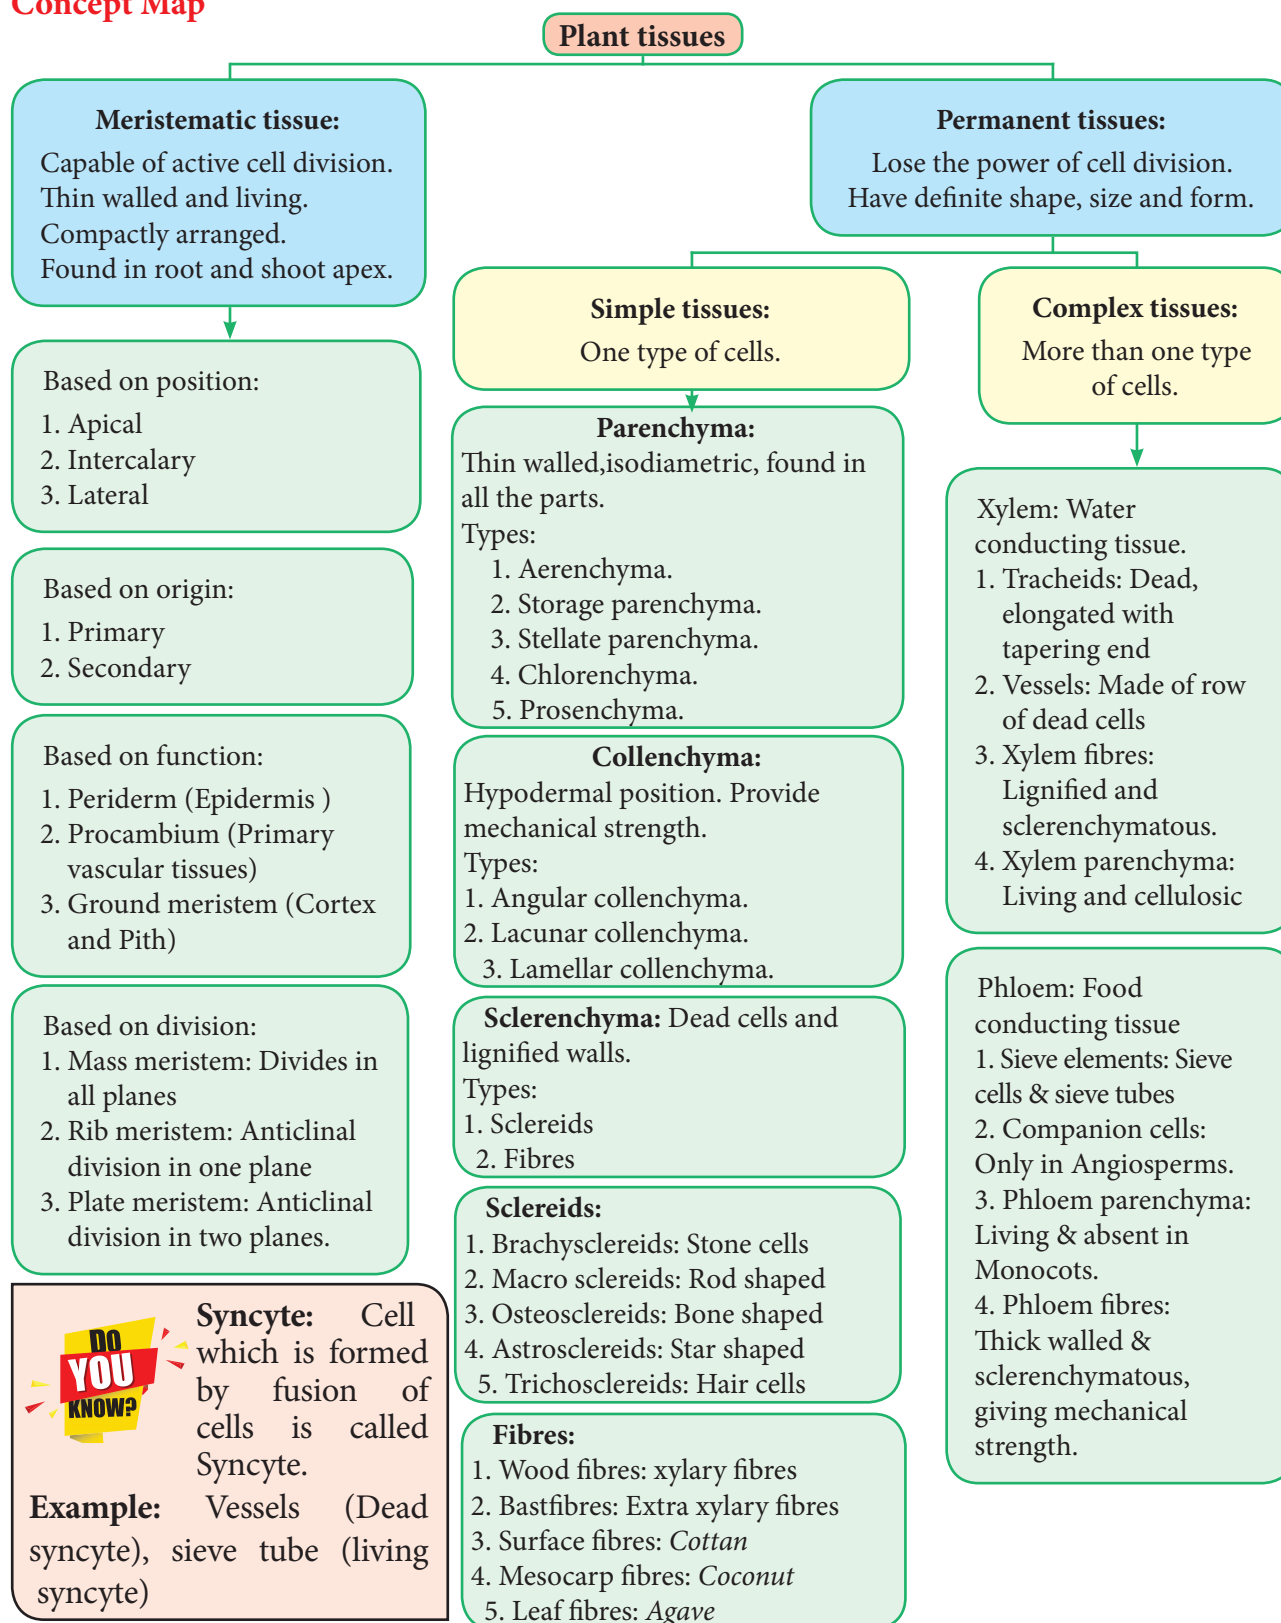 Concept Map
Plant tissues
Meristematic tissue:
Capable of active cell division.
Thin walled and living.
Compactly arranged.
Found in root and shoot apex.
Based on position:
1. Apical
2. Intercalary
3. Lateral
Based on origin:
1. Primary
2. Secondary
Based on function:
1. Periderm (Epidermis )
2. Procambium (Primary
vascular tissues)
3. Ground meristem (Cortex
and Pith)
Based on division:
1. Mass meristem: Divides in
all planes
2. Rib meristem: Anticlinal
division in one plane
3. Plate meristem: Anticlinal
division in two planes.
DO
YOU
KNOW?
Syncyte: Cell
which is formed
by fusion of
cells is called
Syncyte.
Example: Vessels (Dead
syncyte), sieve tube (living
syncyte)
Permanent tissues:
Lose the power of cell division.
Have definite shape, size and form.
Simple tissues:
One type of cells.
Parenchyma:
Thin walled,isodiametric, found in
all the parts.
Types:
1. Aerenchyma.
2. Storage parenchyma.
3. Stellate parenchyma.
4. Chlorenchyma.
5. Prosenchyma.
Collenchyma:
Hypodermal position. Provide
mechanical strength.
Types:
1. Angular collenchyma.
2. Lacunar collenchyma.
3. Lamellar collenchyma.
Sclerenchyma: Dead cells and
lignified walls.
Types:
1. Sclereids
2. Fibres
Sclereids:
1. Brachysclereids: Stone cells
2. Macro sclereids: Rod shaped
3. Osteosclereids: Bone shaped
4. Astrosclereids: Star shaped
5. Trichosclereids: Hair cells
Fibres:
1. Wood fibres: xylary fibres
2. Bastfibres: Extra xylary fibres
3. Surface fibres: Cottan
4. Mesocarp fibres: Coconut
5. Leaf fibres: Agave
Complex tissues:
More than one type
of cells.
Xylem: Water
conducting tissue.
1. Tracheids: Dead,
elongated with
tapering end
2. Vessels: Made of row
of dead cells
3. Xylem fibres:
Lignified and
sclerenchymatous.
4. Xylem parenchyma:
Living and cellulosic
Phloem: Food
conducting tissue
1. Sieve elements: Sieve
cells & sieve tubes
2. Companion cells:
Only in Angiosperms.
3. Phloem parenchyma:
Living & absent in
Monocots.
4. Phloem fibres:
Thick walled &
sclerenchymatous,
giving mechanical
strength.